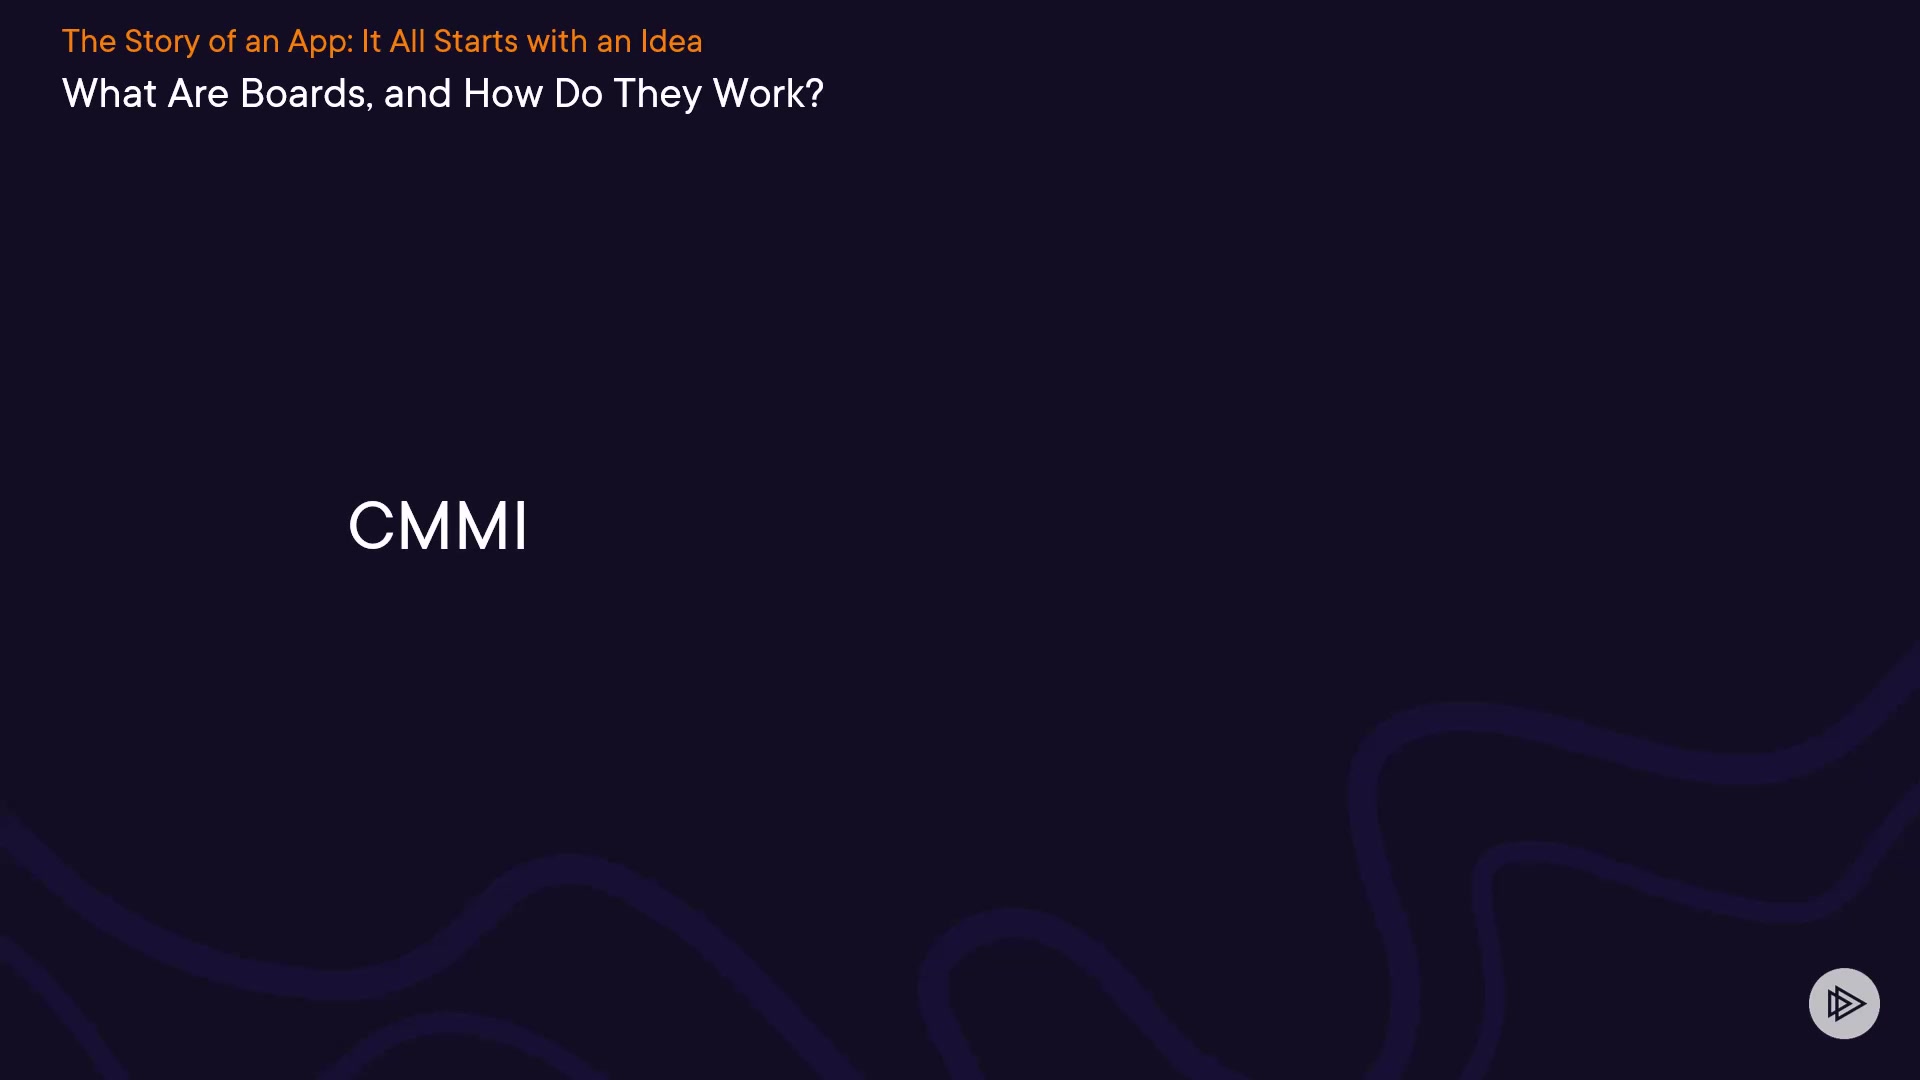 The Story of an App: It All Starts with an Idea
What Are Boards, and How Do They Work?
CMMI